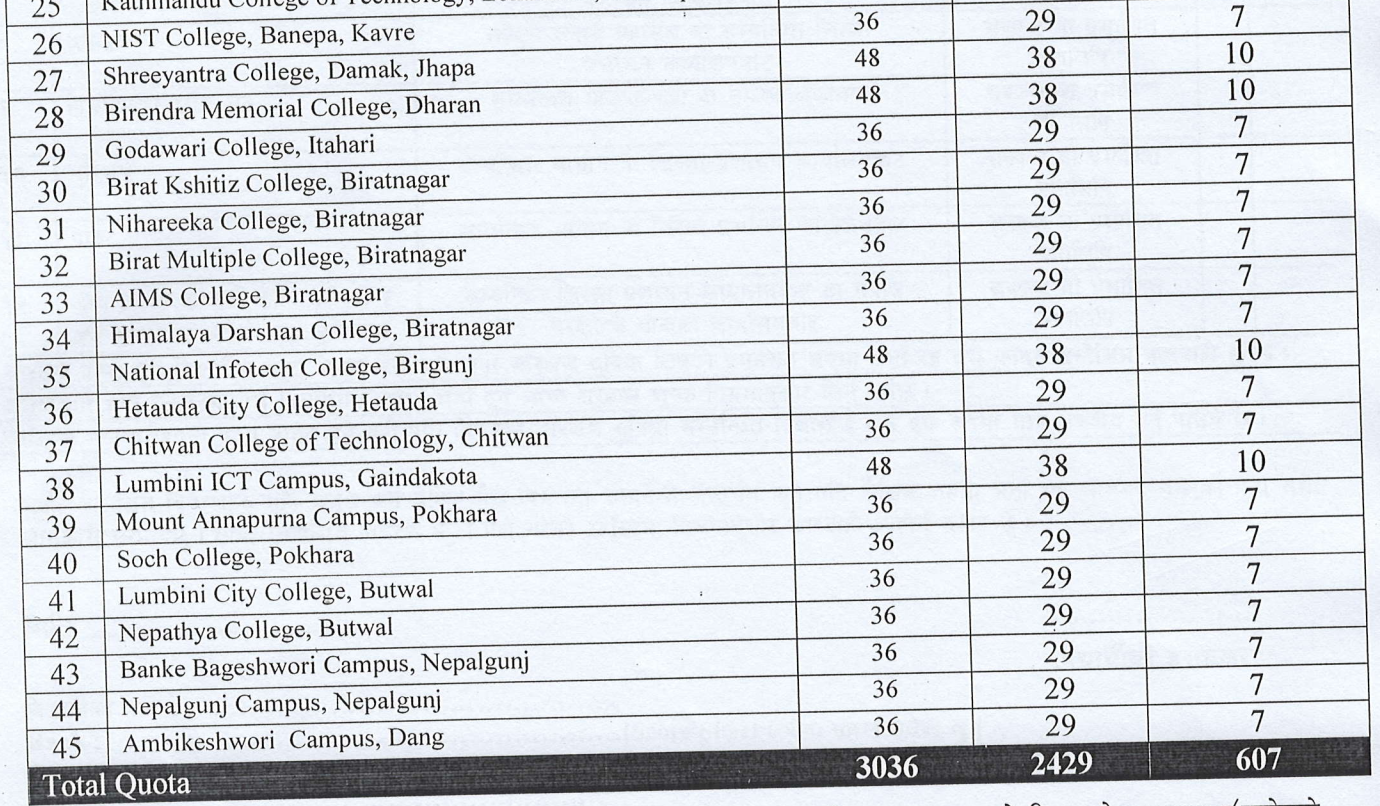 25 Kathmandu College of Technology,
26 NIST College, Banepa, Kavre 36 29 7
27 Shreeyantra College, Damak, Jhapa 48 38 10
28 Birendra Memorial College, Dharan 48 38 10
29 Godawari College, Itahari 36 29 7
30 Birat Kshitiz College, Biratnagar 36 29 7
31 Nihareeka College, Biratnagar 36 29 7
32 Birat Multiple College, Biratnagar 36 29 7
33 AIMS College, Biratnagar 36 29 7
34 Himalaya Darshan College, Biratnagar 36 29 7
35 National Infotech College, Birgunj 48 38 10
36 Hetauda City College, Hetauda 36 29 7
37 Chitwan College of Technology, Chitwan 36 29 7
38 Lumbini ICT Campus, Gaindakota 48 38 10
39 Mount Annapurna Campus, Pokhara 36 29 7
40 Soch College, Pokhara 36 29 7
41 Lumbini City College, Butwal 36 29 7
42 Nepathya College, Butwal 36 29 7
43 Banke Bageshwori Campus, Nepalgunj 36 29 7
44 Nepalgunj Campus, Nepalgunj 36 29 7
45 Ambikeshwori Campus, Dang 36 29 7
Total Quota 3036 2429 607